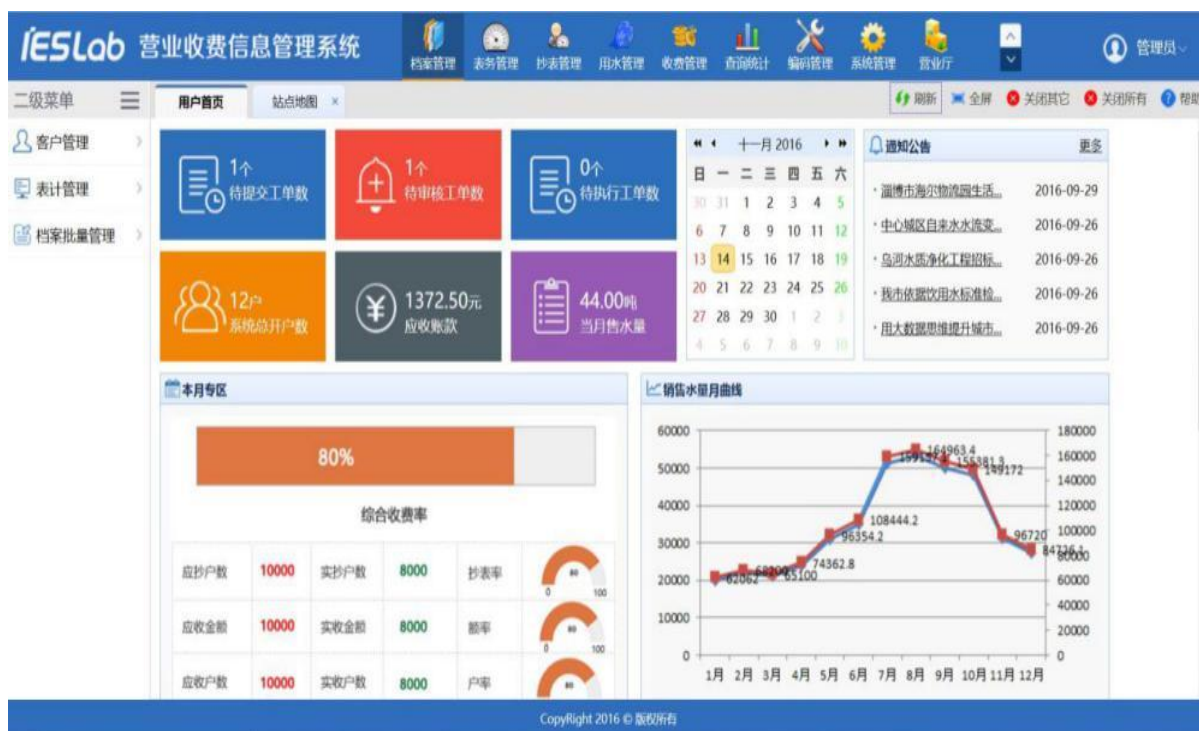 iESLab 营业收费信息管理系统
档案管理 表务管理 抄表管理 用水管理 收费管理 查询统计 编码管理 系统管理 营业厅 管理员
二级菜单 用户首页 站点地图 × 刷新 全屏 关闭其它 关闭所有 帮助
客户管理
表计管理
档案批量管理
1个
待提交工单数
1个
待审核工单数
0个
待执行工单数
12户
系统总开户数
1372.50元
应收账款
44.00吨
当月售水量
十一月 2016
日 一 二 三 四 五 六
30 31 1 2 3 4 5
6 7 8 9 10 11 12
13 14 15 16 17 18 19
20 21 22 23 24 25 26
27 28 29 30 1 2 3
4 5 6 7 8 9 10
通知公告 更多
淄博市海尔物流园生活... 2016-09-29
中心城区自来水水流变... 2016-09-26
乌河水质净化工程招标... 2016-09-26
我市依据饮用水标准检... 2016-09-26
用大数据思维提升城市... 2016-09-26
本月专区
80%
综合收费率
应抄户数 10000 实抄户数 8000 抄表率 80 0 100
应收金额 10000 实收金额 8000 额率 80 0 100
应收户数 10000 实收户数 8000 户率 80
销售水量月曲线
60000 180000
50000 160000
40000 140000
30000 120000
20000 100000
10000 80000
0 60000
40000
20000
0
62062 68200 65100 74362.8 96354.2 108444.2 164963.4 155381.3 149172 96720
1月 2月 3月 4月 5月 6月 7月 8月 9月 10月 11月 12月
CopyRight 2016 © 版权所有